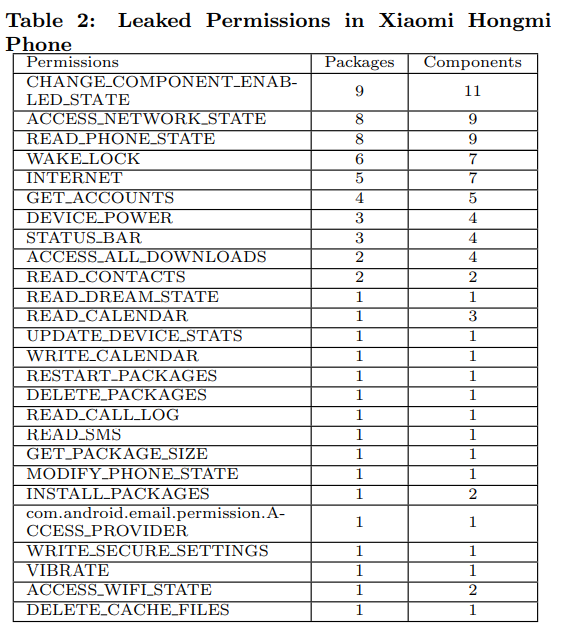 Table 2: Leaked Permissions in Xiaomi Hongmi
Phone
Permissions Packages Components
CHANGE_COMPONENT_ENAB-
LED_STATE 9 11
ACCESS_NETWORK_STATE 8 9
READ_PHONE_STATE 8 9
WAKE_LOCK 6 7
INTERNET 5 7
GET_ACCOUNTS 4 5
DEVICE_POWER 3 4
STATUS_BAR 3 4
ACCESS_ALL_DOWNLOADS 2 4
READ_CONTACTS 2 2
READ_DREAM_STATE 1 1
READ_CALENDAR 1 3
UPDATE_DEVICE_STATS 1 1
WRITE_CALENDAR 1 1
RESTART_PACKAGES 1 1
DELETE_PACKAGES 1 1
READ_CALL_LOG 1 1
READ_SMS 1 1
GET_PACKAGE_SIZE 1 1
MODIFY_PHONE_STATE 1 1
INSTALL_PACKAGES 1 2
com.android.email.permission.A-
CCESS_PROVIDER 1 1
WRITE_SECURE_SETTINGS 1 1
VIBRATE 1 1
ACCESS_WIFI_STATE 1 2
DELETE_CACHE_FILES 1 1